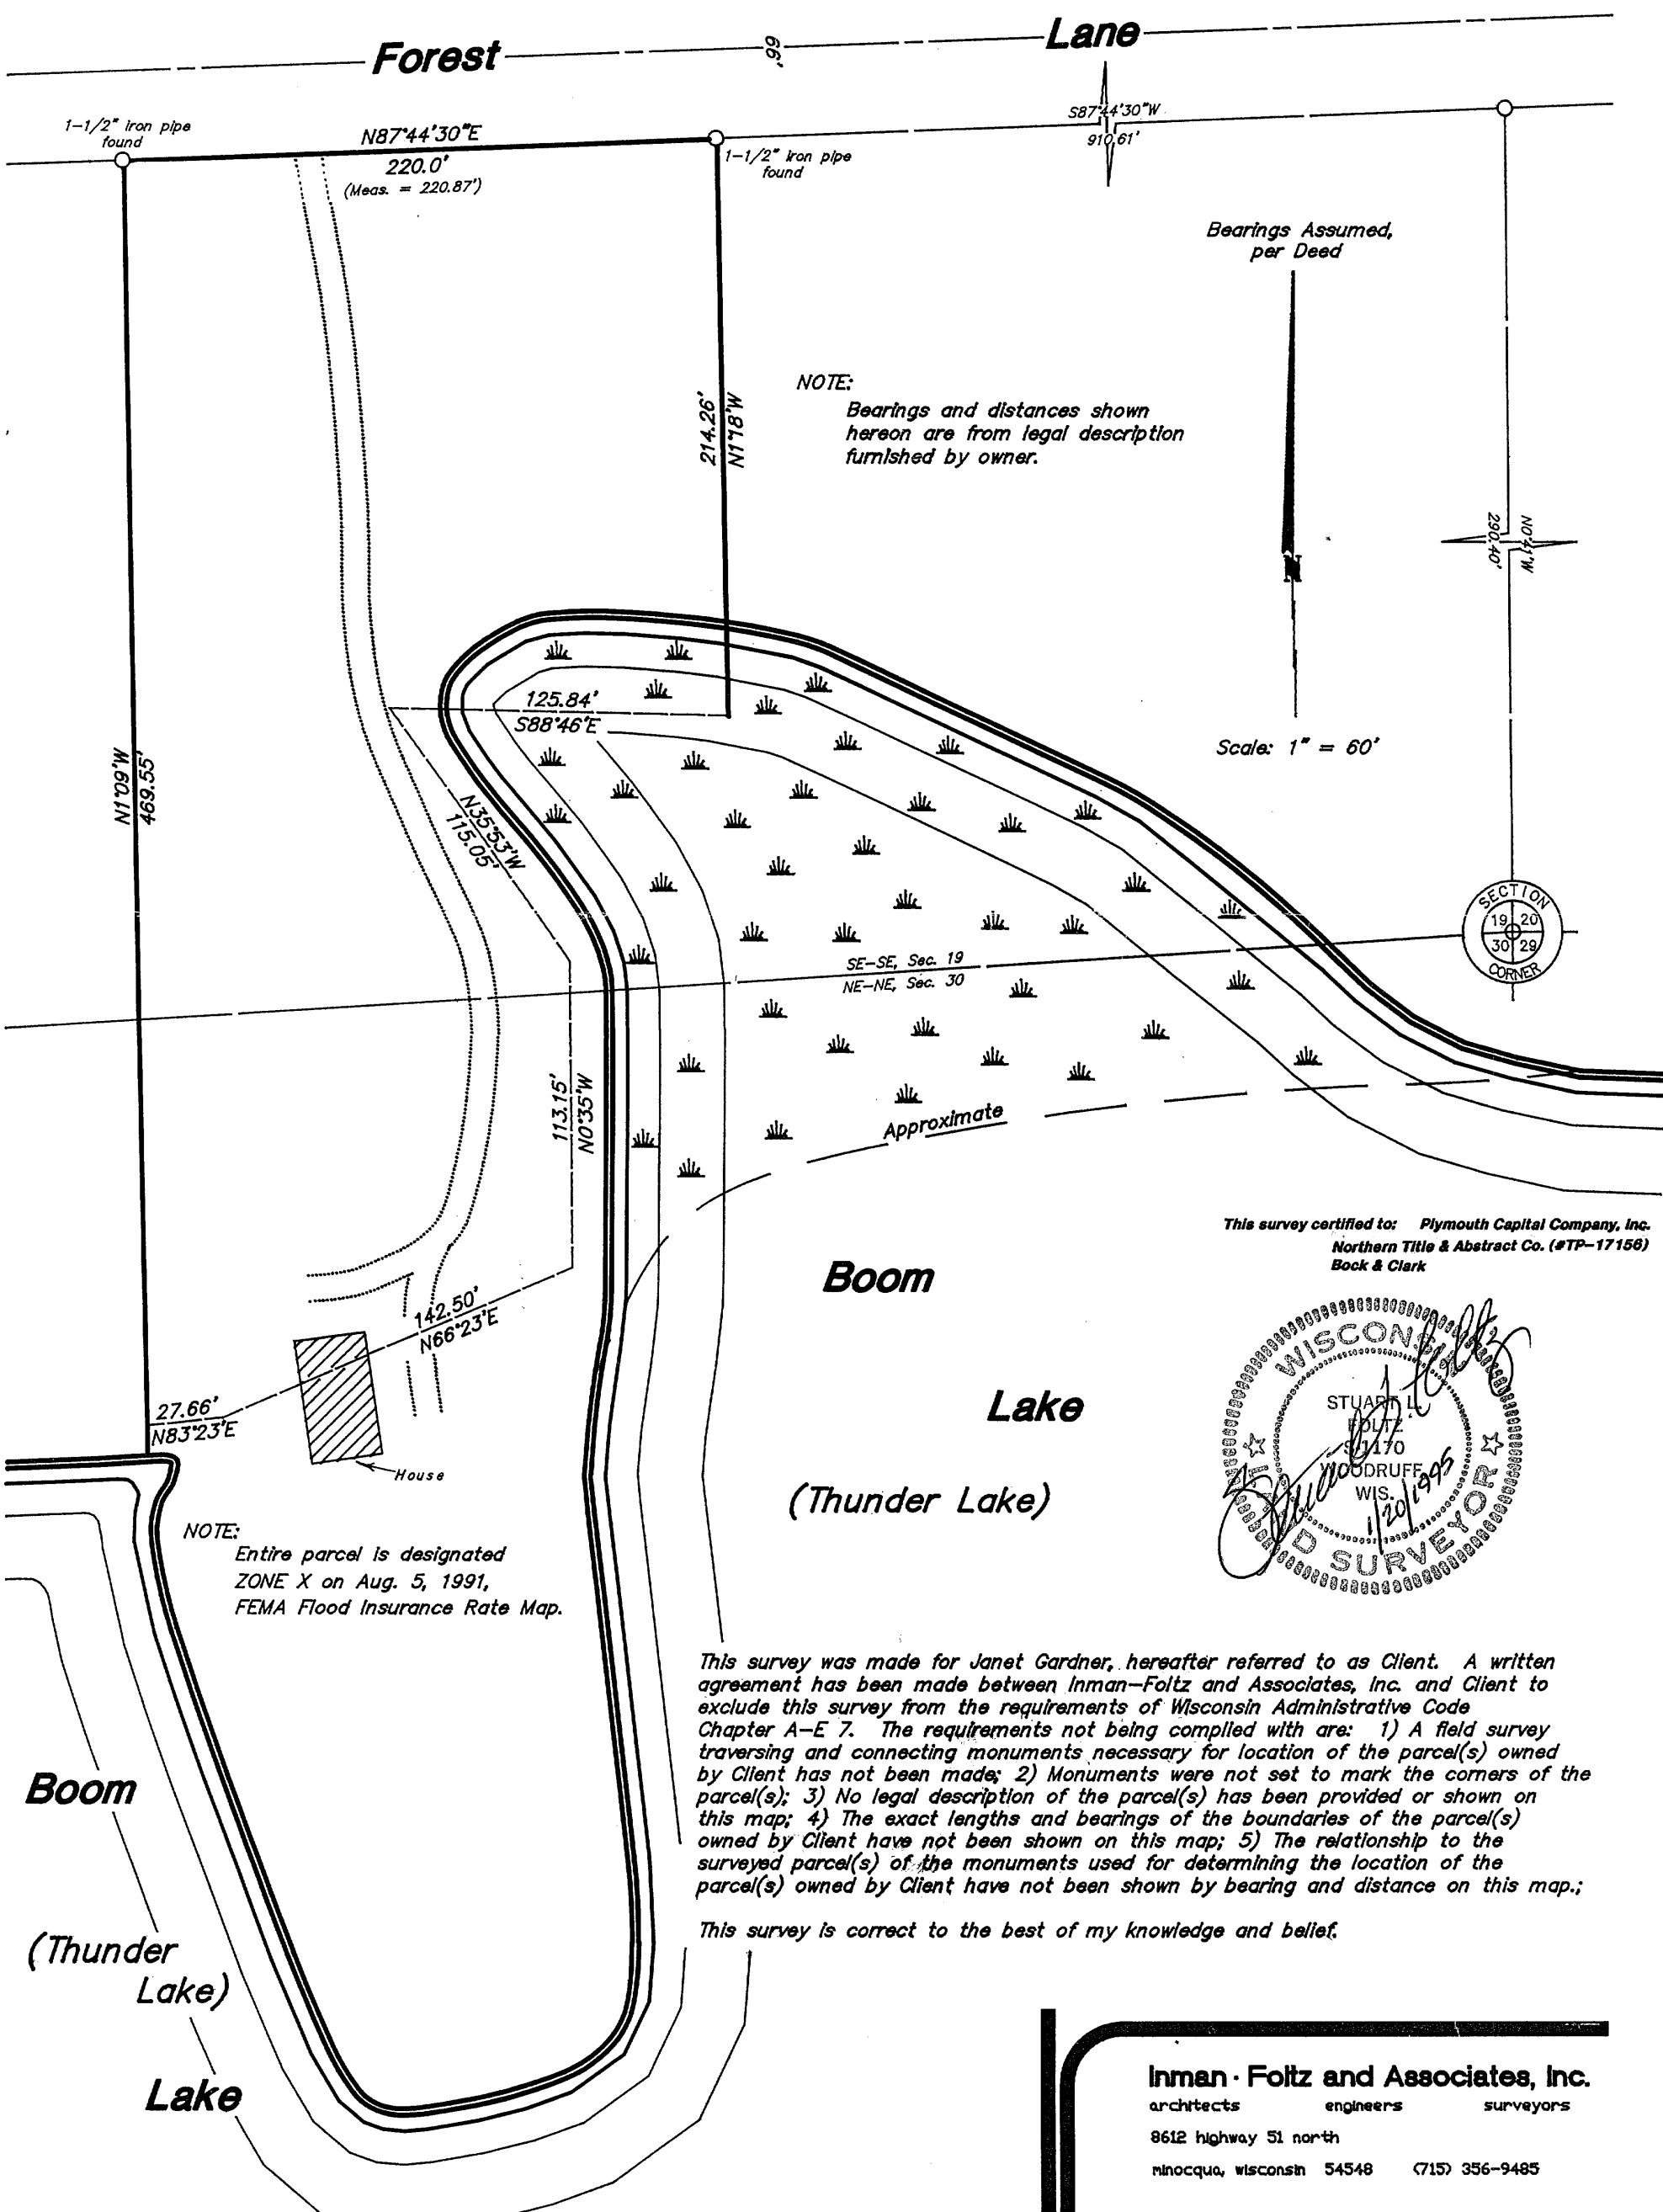 Forest
66'
Lane
1-1/2" iron pipe
found
N87°44'30"E
220.0'
(Meas. = 220.87')
1-1/2" iron pipe
found
S87°44'30"W
910.61'
Bearings Assumed,
per Deed
NOTE:
Bearings and distances shown
hereon are from legal description
furnished by owner.
214.26'
N1°18'W
N
N0°41'W
290.40'
Scale: 1" = 60'
125.84'
S88°46'E
N1°09'W
469.55'
N35°53'W
115.05'
SECTION
19 20
30 29
CORNER
SE-SE, Sec. 19
NE-NE, Sec. 30
113.15'
N0°35'W
Approximate
This survey certified to: Plymouth Capital Company, Inc.
Northern Title & Abstract Co. (#TP-17156)
Bock & Clark
Boom
Lake
(Thunder Lake)
142.50'
N66°23'E
27.66'
N83°23'E
House
WISCONSIN
STUART L.
FOLTZ
S-1170
WOODRUFF
WIS.
1/20/1995
LAND SURVEYOR
NOTE:
Entire parcel is designated
ZONE X on Aug. 5, 1991,
FEMA Flood Insurance Rate Map.
This survey was made for Janet Gardner, hereafter referred to as Client. A written
agreement has been made between Inman-Foltz and Associates, Inc. and Client to
exclude this survey from the requirements of Wisconsin Administrative Code
Chapter A-E 7. The requirements not being complied with are: 1) A field survey
traversing and connecting monuments necessary for location of the parcel(s) owned
by Client has not been made; 2) Monuments were not set to mark the corners of the
parcel(s); 3) No legal description of the parcel(s) has been provided or shown on
this map; 4) The exact lengths and bearings of the boundaries of the parcel(s)
owned by Client have not been shown on this map; 5) The relationship to the
surveyed parcel(s) of the monuments used for determining the location of the
parcel(s) owned by Client have not been shown by bearing and distance on this map.;
This survey is correct to the best of my knowledge and belief.
Boom
(Thunder
Lake)
Lake
Inman · Foltz and Associates, Inc.
architects engineers surveyors
8612 highway 51 north
minocqua, wisconsin 54548 (715) 356-9485